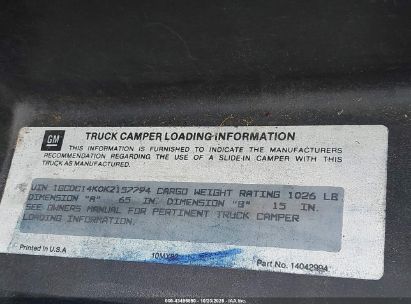 GM
TRUCK CAMPER LOADING INFORMATION
THIS INFORMATION IS FURNISHED TO INDICATE THE MANUFACTURERS
RECOMMENDATION REGARDING THE USE OF A SLIDE-IN CAMPER WITH THIS
TRUCK AS MANUFACTURED.
VIN 1GCDC14K0KZ157794 CARGO WEIGHT RATING 1026 LB
DIMENSION "A" 65 IN. DIMENSION "B" 15 IN.
SEE OWNERS MANUAL FOR PERTINENT TRUCK CAMPER
LOADING INFORMATION.
Printed in U.S.A
Part No. 14042994